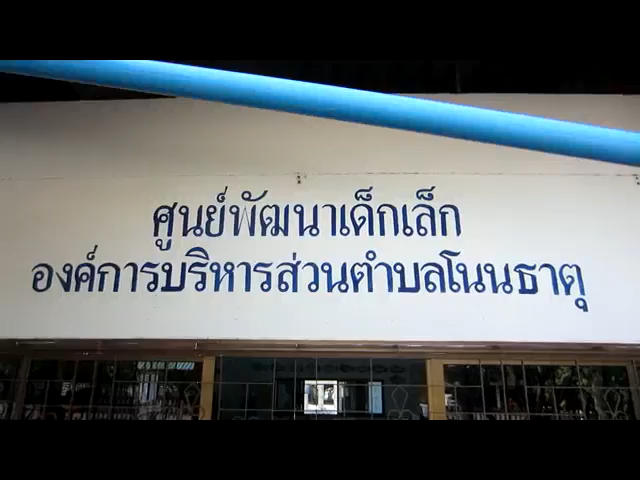 ศูนย์พัฒนาเด็กเล็ก
องค์การบริหารส่วนตำบลโนนธาตุ